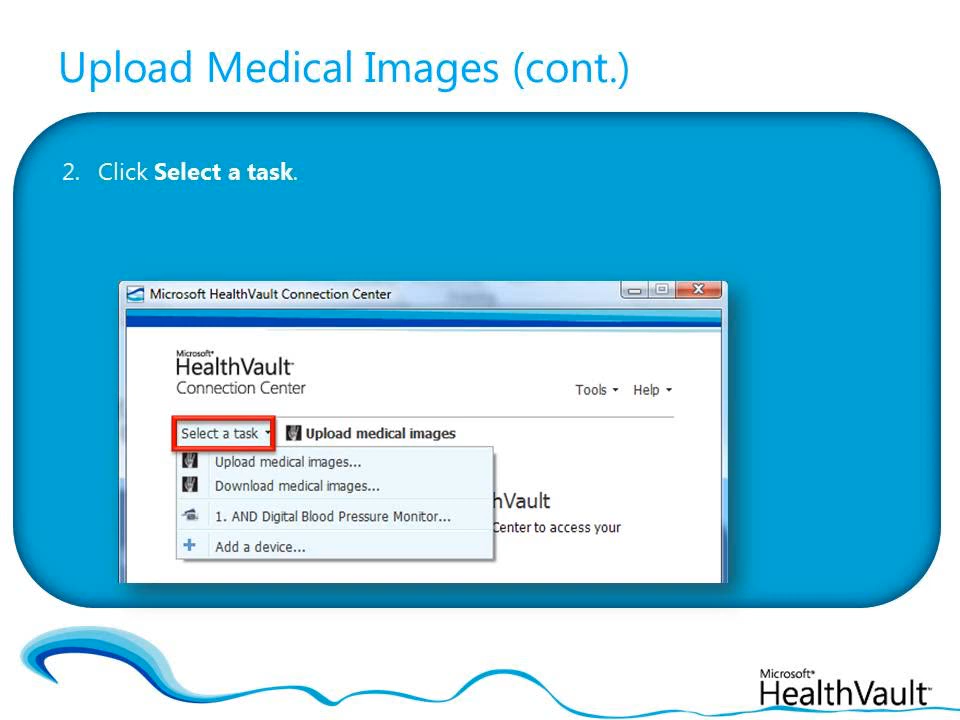 Upload Medical Images (cont.)
2. Click Select a task.
Microsoft HealthVault Connection Center
Microsoft®
HealthVault™
Connection Center
Tools Help
Select a task Upload medical images
Upload medical images...
Download medical images...
hVault
1. AND Digital Blood Pressure Monitor...
Center to access your
Add a device...
Microsoft®
HealthVault™